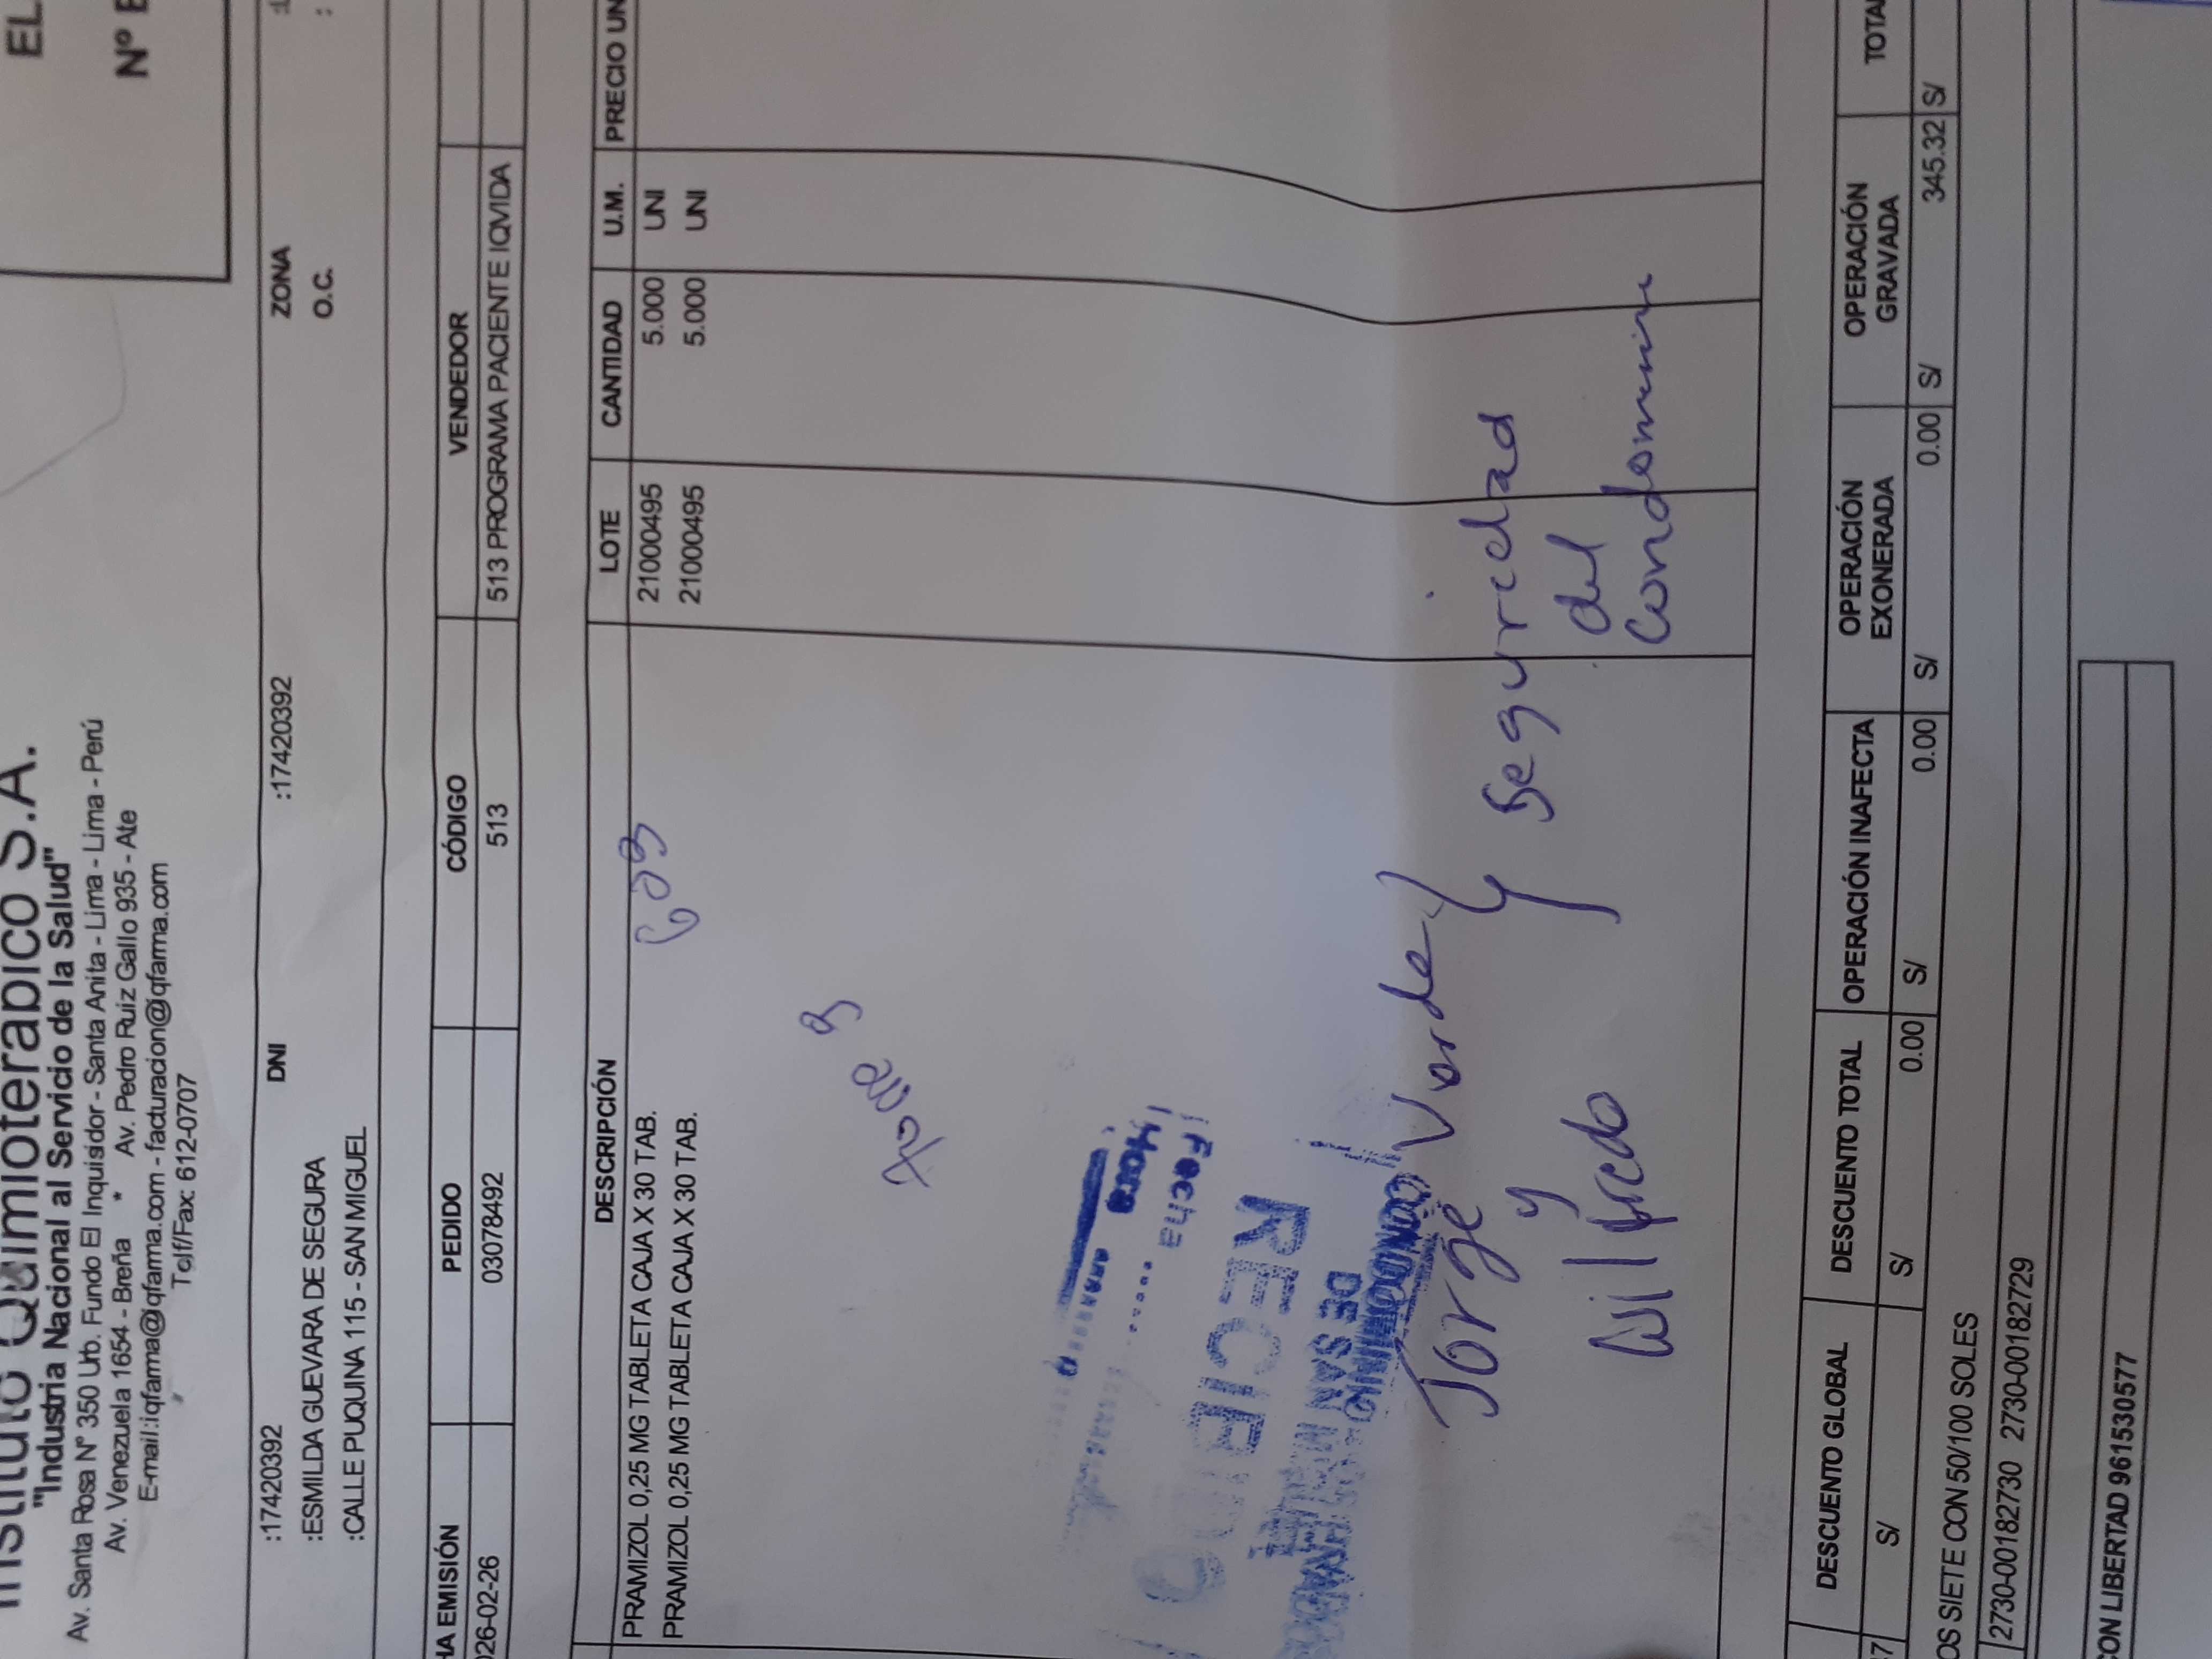 EL
Nº B
Instituto Quimioterapico S.A.
"Industria Nacional al Servicio de la Salud"
Av. Santa Rosa Nº 350 Urb. Fundo El Inquisidor - Santa Anita - Lima - Lima - Perú
Av. Venezuela 1654 - Breña * Av. Pedro Ruiz Gallo 935 - Ate
E-mail:iqfarma@iqfarma.com - facturacion@iqfarma.com
Telf/Fax: 612-0707
:17420392 DNI :17420392 ZONA
:ESMILDA GUEVARA DE SEGURA O.C. :
:CALLE PUQUINA 115 - SAN MIGUEL
HA EMISIÓN PEDIDO CÓDIGO VENDEDOR
026-02-26 03078492 513 513 PROGRAMA PACIENTE IQVIDA
DESCRIPCIÓN LOTE CANTIDAD U.M. PRECIO UN
PRAMIZOL 0,25 MG TABLETA CAJA X 30 TAB. 21000495 5.000 UNI
PRAMIZOL 0,25 MG TABLETA CAJA X 30 TAB. 21000495 5.000 UNI
Hora
Fecha
RECIBIDO
DE SAN MIGUEL
CONDOMINIO
Jorge
y
Wilfredo
Seguridad
del
Condominio
DESCUENTO GLOBAL DESCUENTO TOTAL OPERACIÓN INAFECTA OPERACIÓN EXONERADA OPERACIÓN GRAVADA TOTAL
S/ S/ 0.00 S/ 0.00 S/ 0.00 S/ 345.32 S/
OS SIETE CON 50/100 SOLES
2730-00182730 2730-00182729
CON LIBERTAD 961530577